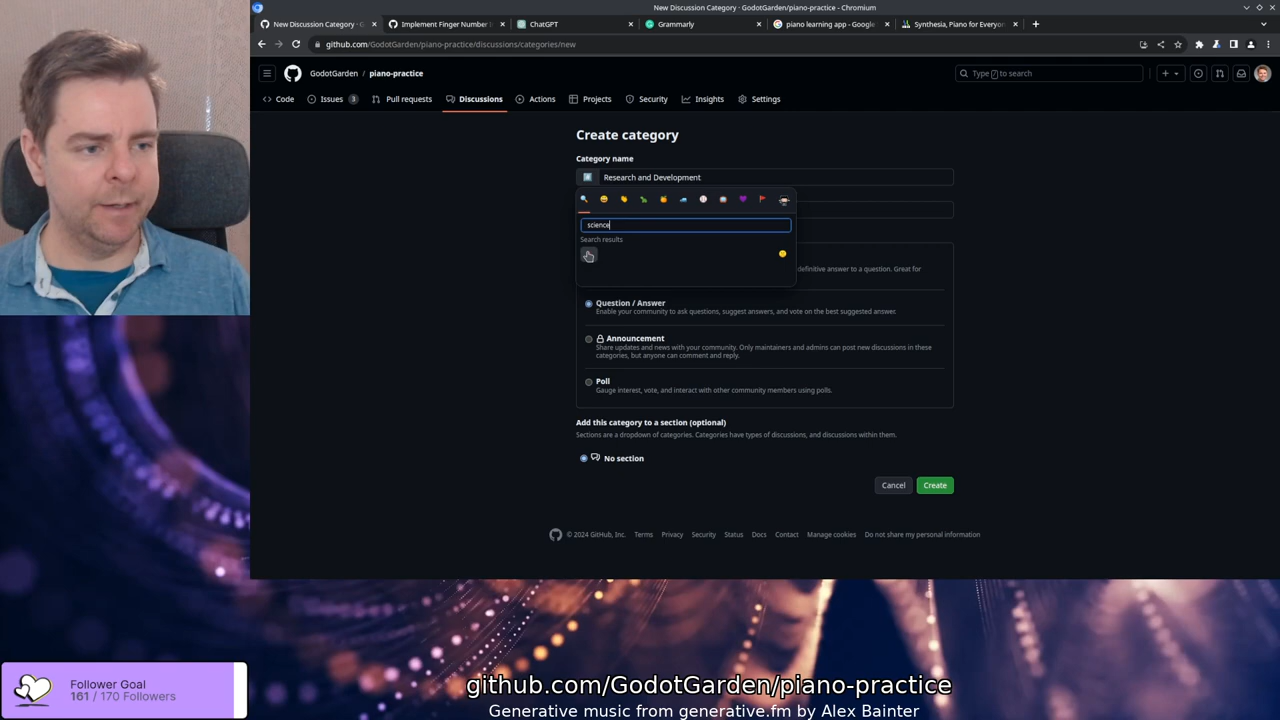 New Discussion Category · GodotGarden/piano-practice - Chromium
New Discussion Category · G
Implement Finger Number I
ChatGPT
Grammarly
piano learning app - Google
Synthesia, Piano for Everyon
github.com/GodotGarden/piano-practice/discussions/categories/new
GodotGarden / piano-practice
Type / to search
Code
Issues 3
Pull requests
Discussions
Actions
Projects
Security
Insights
Settings
Create category
Category name
Research and Development
science
Search results
definitive answer to a question. Great for
Question / Answer
Enable your community to ask questions, suggest answers, and vote on the best suggested answer.
Announcement
Share updates and news with your community. Only maintainers and admins can post new discussions in these
categories, but anyone can comment and reply.
Poll
Gauge interest, vote, and interact with other community members using polls.
Add this category to a section (optional)
Sections are a dropdown of categories. Categories have types of discussions, and discussions within them.
No section
Cancel
Create
© 2024 GitHub, Inc.
Terms
Privacy
Security
Status
Docs
Contact
Manage cookies
Do not share my personal information
Follower Goal
161 / 170 Followers
github.com/GodotGarden/piano-practice
Generative music from generative.fm by Alex Bainter